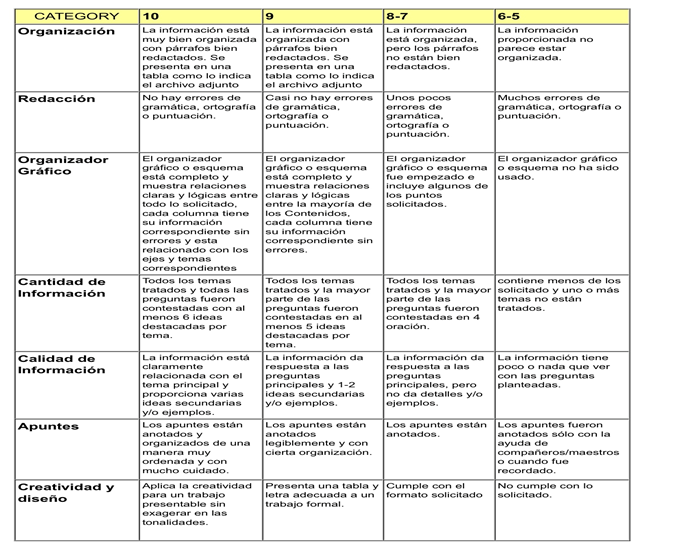 CATEGORY 10 9 8-7 6-5
Organización
La información está
muy bien organizada
con párrafos bien
redactados. Se
presenta en una
tabla como lo indica
el archivo adjunto
La información está
organizada con
párrafos bien
redactados. Se
presenta en una
tabla como lo indica
el archivo adjunto
La información
está organizada,
pero los párrafos
no están bien
redactados.
La información
proporcionada no
parece estar
organizada.
Redacción
No hay errores de
gramática, ortografía
o puntuación.
Casi no hay errores
de gramática,
ortografía o
puntuación.
Unos pocos
errores de
gramática,
ortografía o
puntuación.
Muchos errores de
gramática, ortografía o
puntuación.
Organizador
Gráfico
El organizador
gráfico o esquema
está completo y
muestra relaciones
claras y lógicas entre
todo lo solicitado,
cada columna tiene
su información
correspondiente sin
errores y esta
relacionado con los
ejes y temas
correspondientes
El organizador
gráfico o esquema
está completo y
muestra relaciones
claras y lógicas
entre la mayoría de
los Contenidos,
cada columna tiene
su información
correspondiente sin
errores.
El organizador
gráfico o esquema
fue empezado e
incluye algunos de
los puntos
solicitados.
El organizador gráfico
o esquema no ha sido
usado.
Cantidad de
Información
Todos los temas
tratados y todas las
preguntas fueron
contestadas con al
menos 6 ideas
destacadas por
tema.
Todos los temos
tratados y la mayor
parte de las
preguntas fueron
contestadas en al
menos 5 ideas
destacadas por
tema.
Todos los temas
tratados y la mayor
parte de las
preguntas fueron
contestadas en 4
oración.
contiene menos de los
solicitado y uno o más
temas no están
tratados.
Calidad de
Información
La información está
claramente
relacionada con el
tema principal y
proporciona varias
ideas secundarias
y/o ejemplos.
La información da
respuesta a las
preguntas
principales y 1-2
ideas secundarias
y/o ejemplos.
La información da
respuesta a las
preguntas
principales, pero
no da detalles y/o
ejemplos.
La información tiene
poco o nada que ver
con las preguntas
planteadas.
Apuntes
Los apuntes están
anotados y
organizados de una
manera muy
ordenada y con
mucho cuidado.
Los apuntes están
anotados
legiblemente y con
cierta organización.
Los apuntes están
anotados.
Los apuntes fueron
anotados sólo con la
ayuda de
compañeros/maestros
o cuando fue
recordado.
Creatividad y
diseño
Aplica la creatividad
para un trabajo
presentable sin
exagerar en las
tonalidades.
Presenta una tabla y
letra adecuada a un
trabajo formal.
Cumple con el
formato solicitado
No cumple con lo
solicitado.